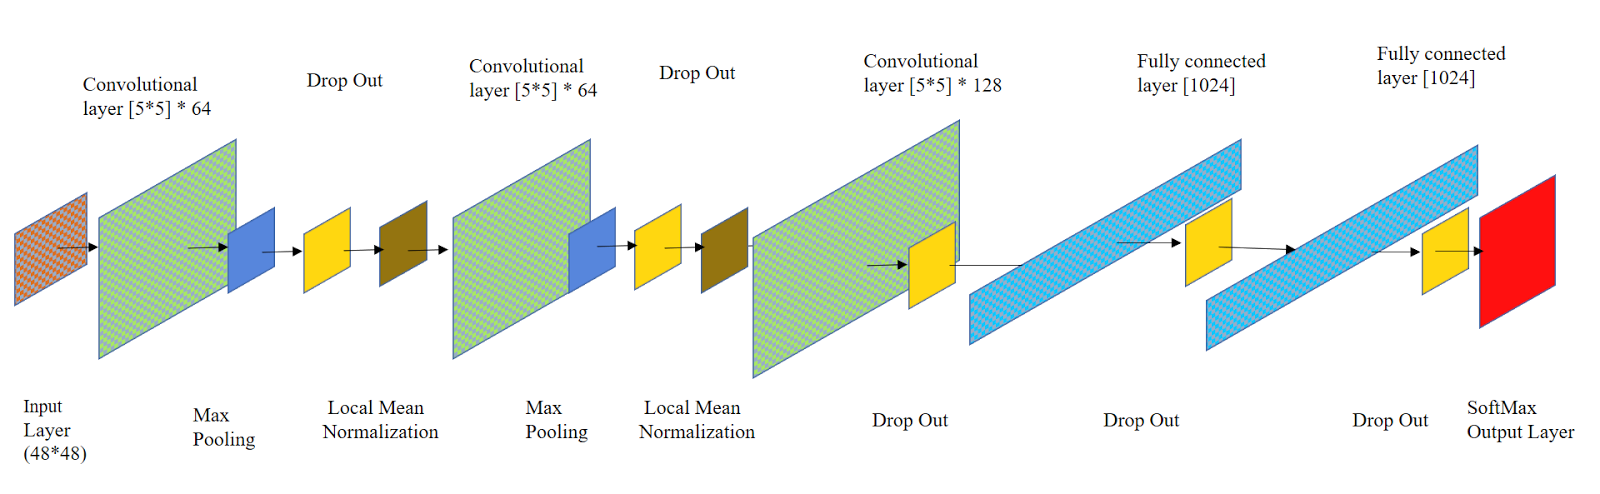 Convolutional
layer [5*5] * 64
Drop Out
Convolutional
layer [5*5] * 64
Drop Out
Convolutional
layer [5*5] * 128
Fully connected
layer [1024]
Fully connected
layer [1024]
Input
Layer
(48*48)
Max
Pooling
Local Mean
Normalization
Max
Pooling
Local Mean
Normalization
Drop Out
Drop Out
Drop Out
SoftMax
Output Layer